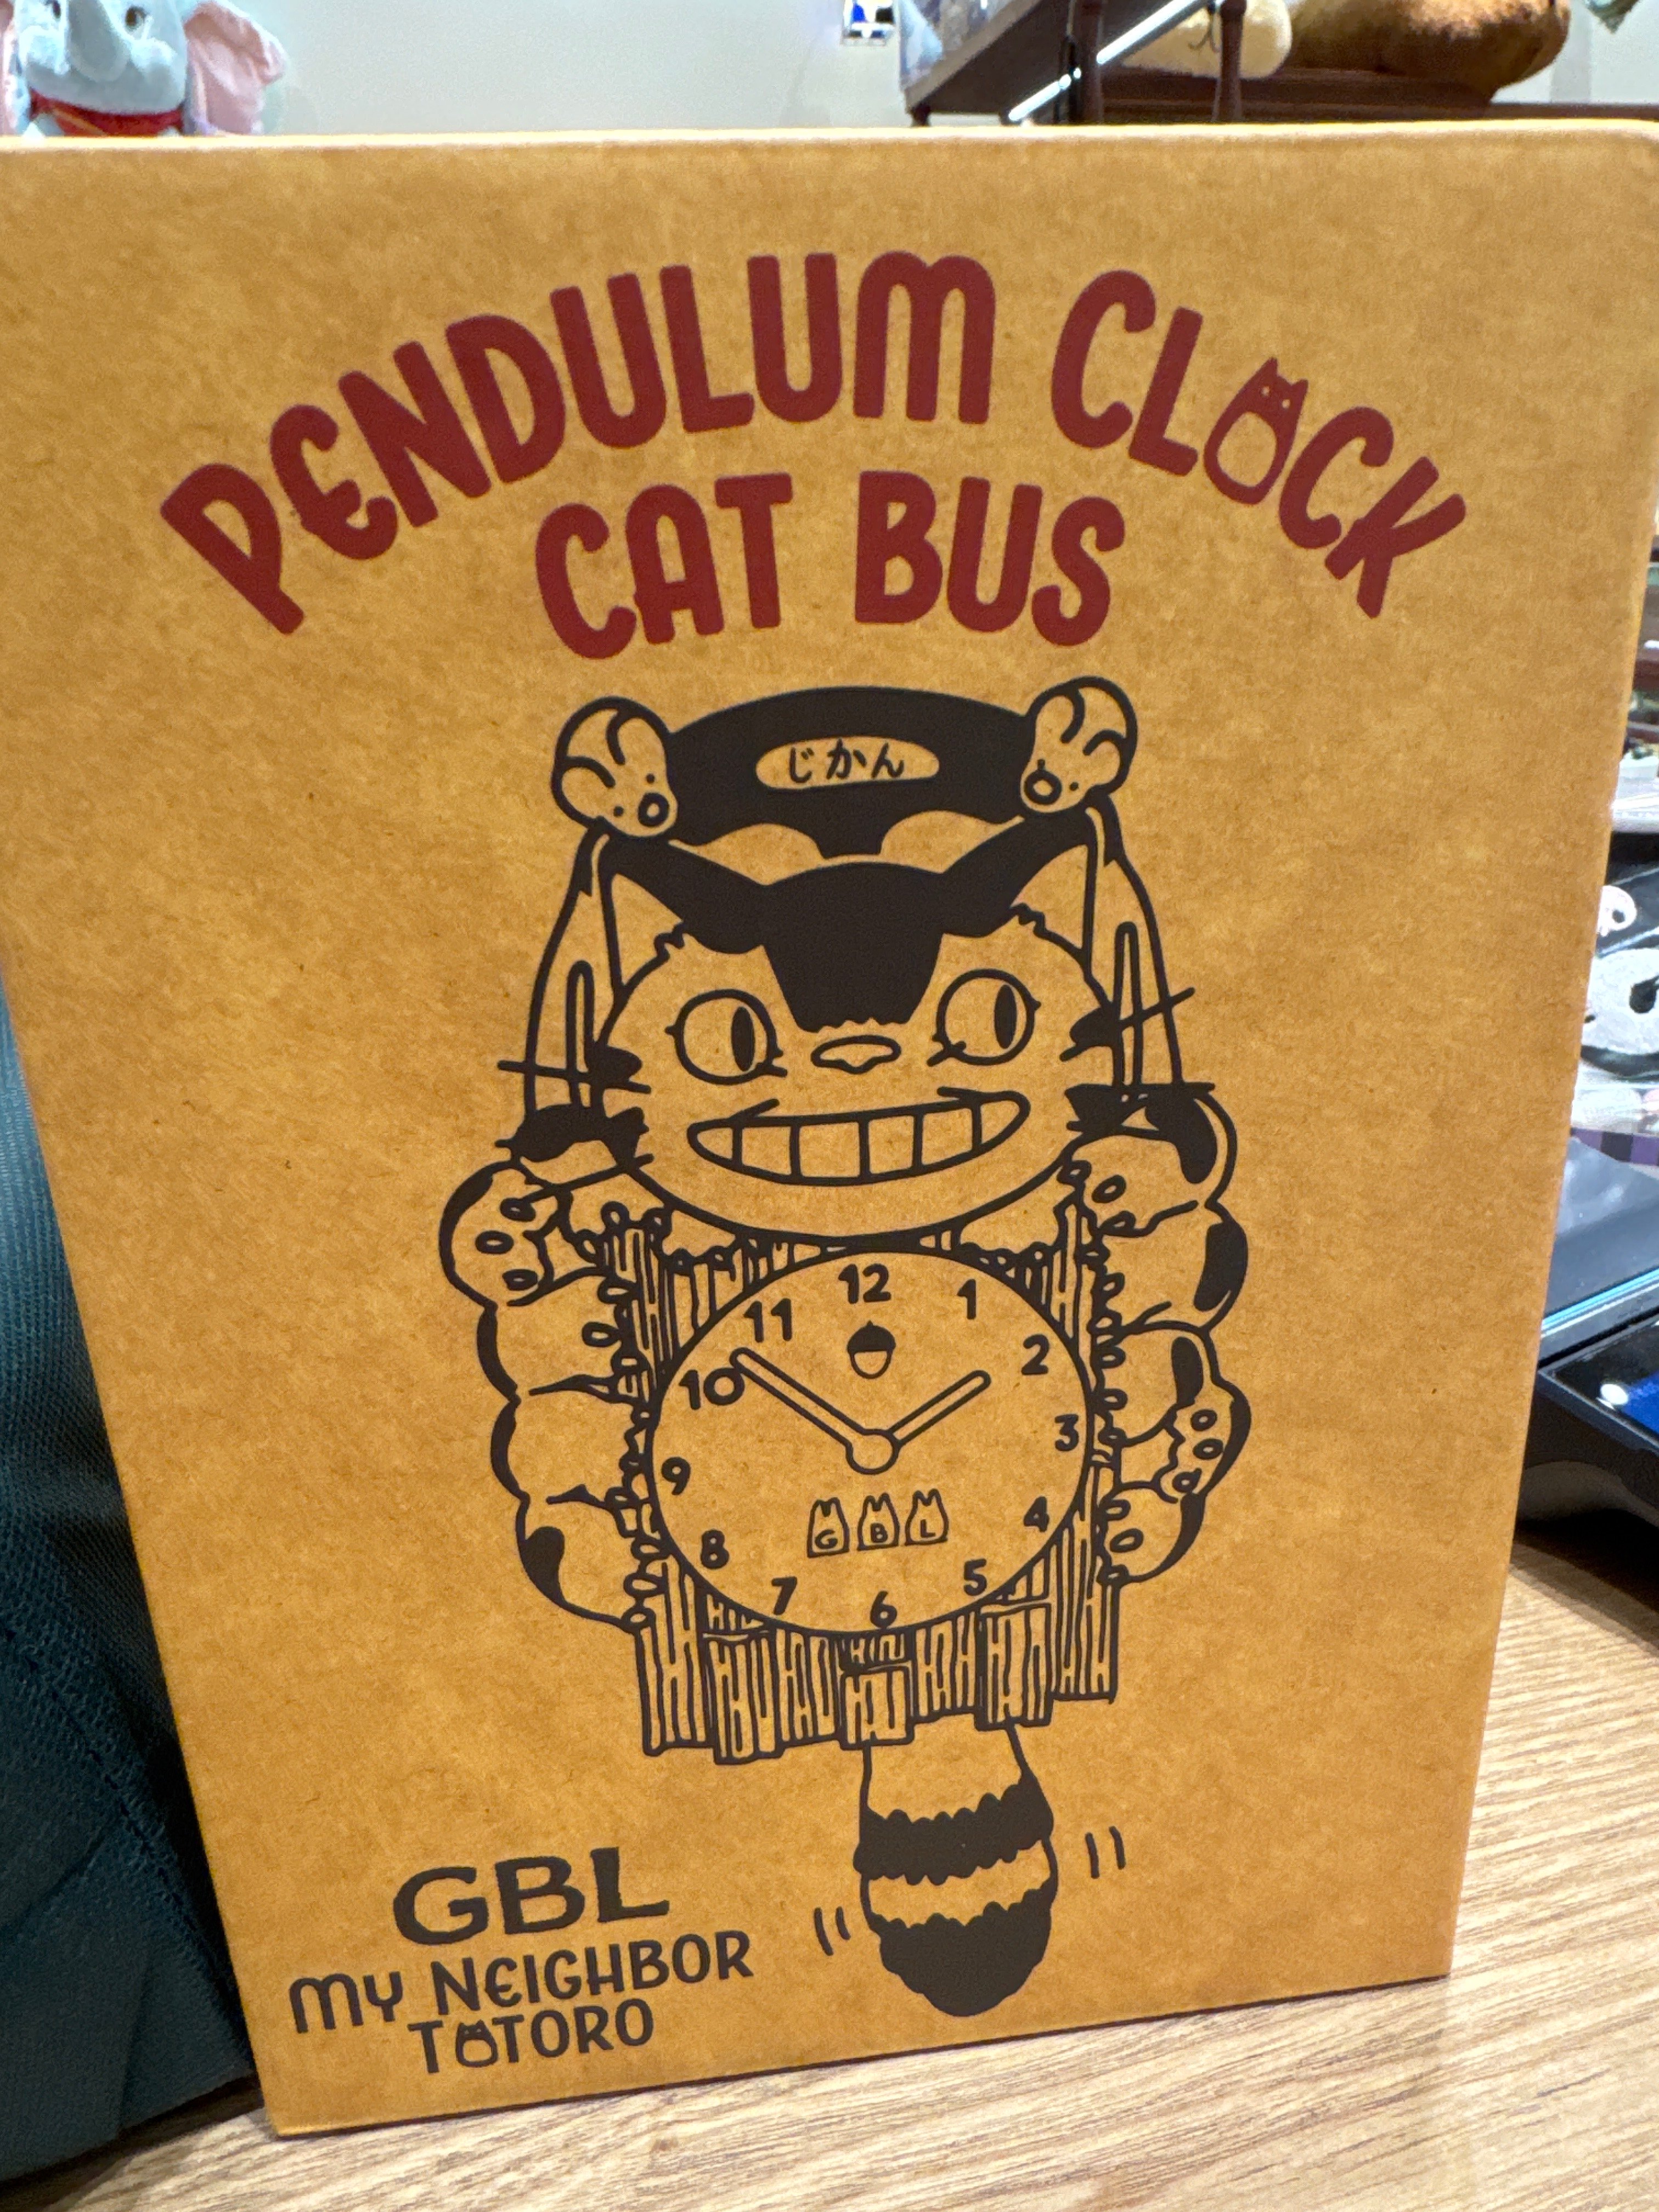 PENDULUM CLOCK
CAT BUS
じかん
12
11
1
10
2
9
3
8
4
7
5
6
G B L
GBL
MY NEIGHBOR
TOTORO